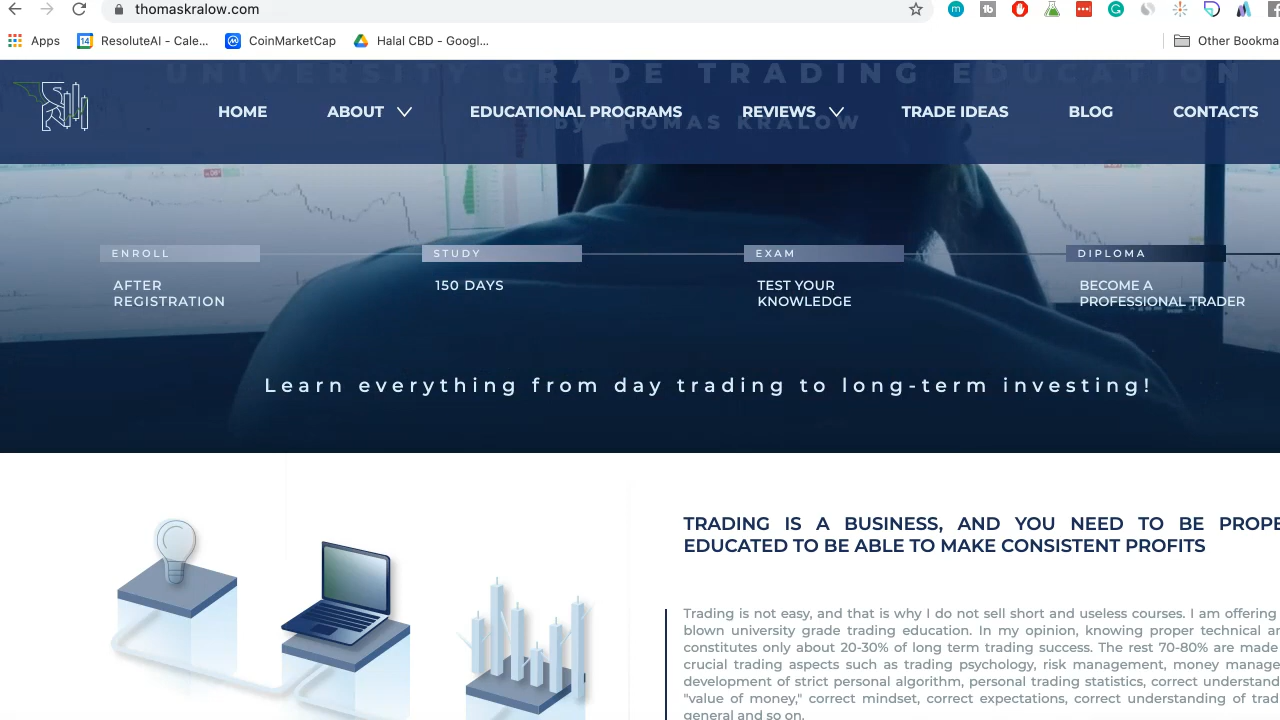 thomaskralow.com
Apps
ResoluteAI - Cale...
CoinMarketCap
Halal CBD - Googl...
Other Bookma
UNIVERSITY GRADE TRADING EDUCATION
HOME
ABOUT
EDUCATIONAL PROGRAMS
REVIEWS
TRADE IDEAS
BLOG
CONTACTS
by THOMAS KRALOW
ENROLL
STUDY
EXAM
DIPLOMA
AFTER
REGISTRATION
150 DAYS
TEST YOUR
KNOWLEDGE
BECOME A
PROFESSIONAL TRADER
Learn everything from day trading to long-term investing!
TRADING IS A BUSINESS, AND YOU NEED TO BE PROPE
EDUCATED TO BE ABLE TO MAKE CONSISTENT PROFITS
Trading is not easy, and that is why I do not sell short and useless courses. I am offering
blown university grade trading education. In my opinion, knowing proper technical an
constitutes only about 20-30% of long term trading success. The rest 70-80% are made
crucial trading aspects such as trading psychology, risk management, money manage
development of strict personal algorithm, personal trading statistics, correct understand
"value of money," correct mindset, correct expectations, correct understanding of trad
general and so on.